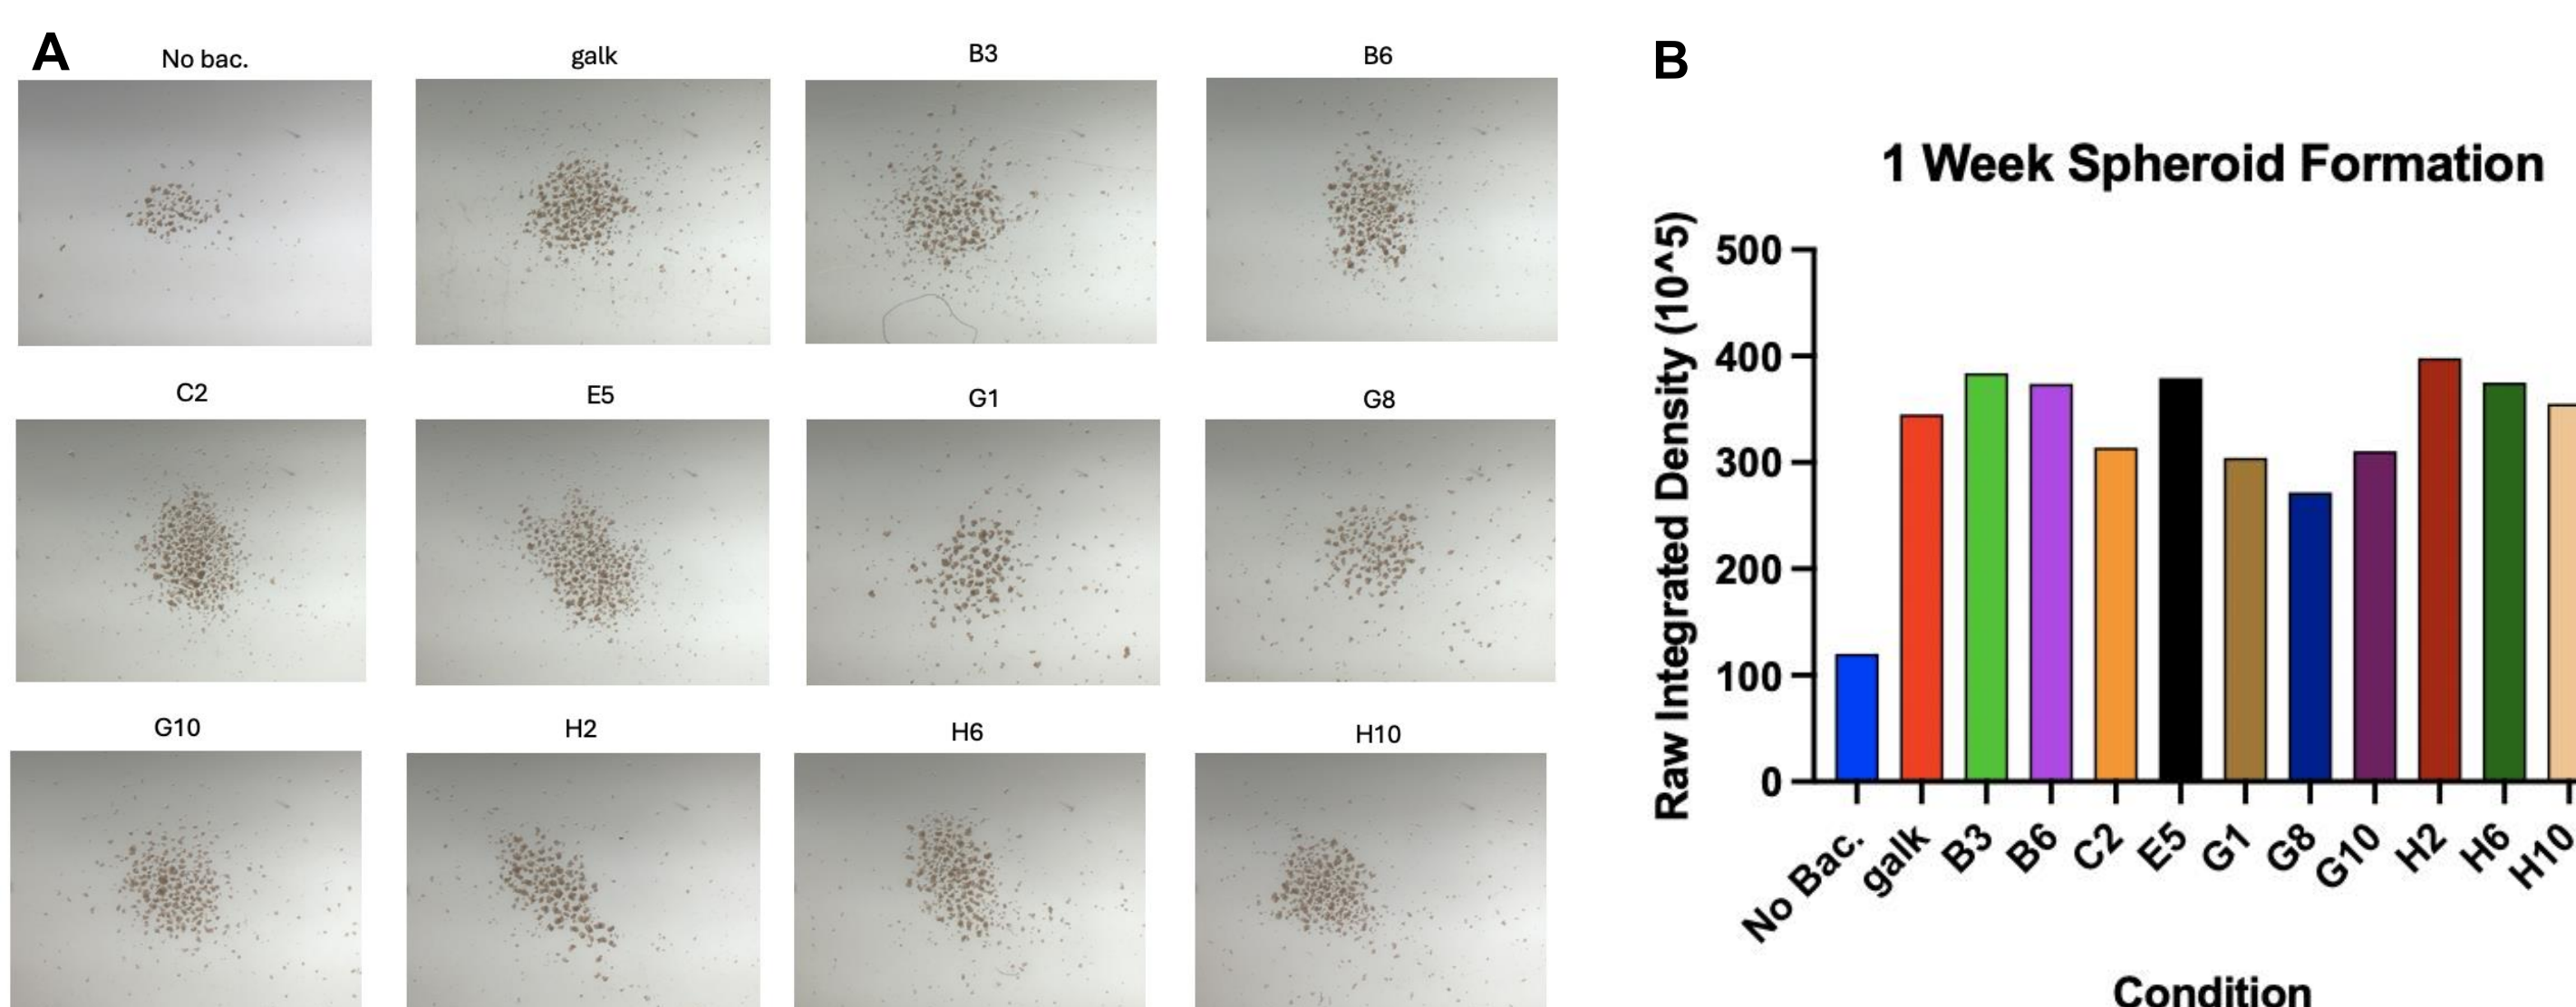 A
No bac.
galk
B3
B6
C2
E5
G1
G8
G10
H2
H6
H10
B
1 Week Spheroid Formation
Raw Integrated Density (10^5)
500
400
300
200
100
0
No Bac.
galk
B3
B6
C2
E5
G1
G8
G10
H2
H6
H10
Condition